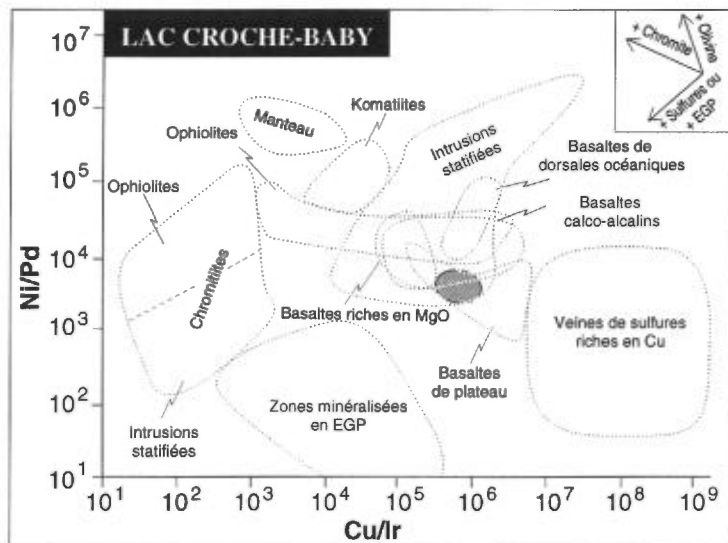 LAC CROCHE-BABY
+ Chromite
+ Olivine
+ Sulfures ou
+ EGP
10⁷
10⁶
10⁵
10⁴
10³
10²
10¹
Ni/Pd
Manteau
Komatiites
Ophiolites
Intrusions
statifiées
Basaltes de
dorsales océaniques
Ophiolites
Basaltes
calco-alcalins
Chromitites
Basaltes riches en MgO
Veines de sulfures
riches en Cu
Basaltes
de plateau
Zones minéralisées
en EGP
Intrusions
statifiées
10¹ 10² 10³ 10⁴ 10⁵ 10⁶ 10⁷ 10⁸ 10⁹
Cu/Ir